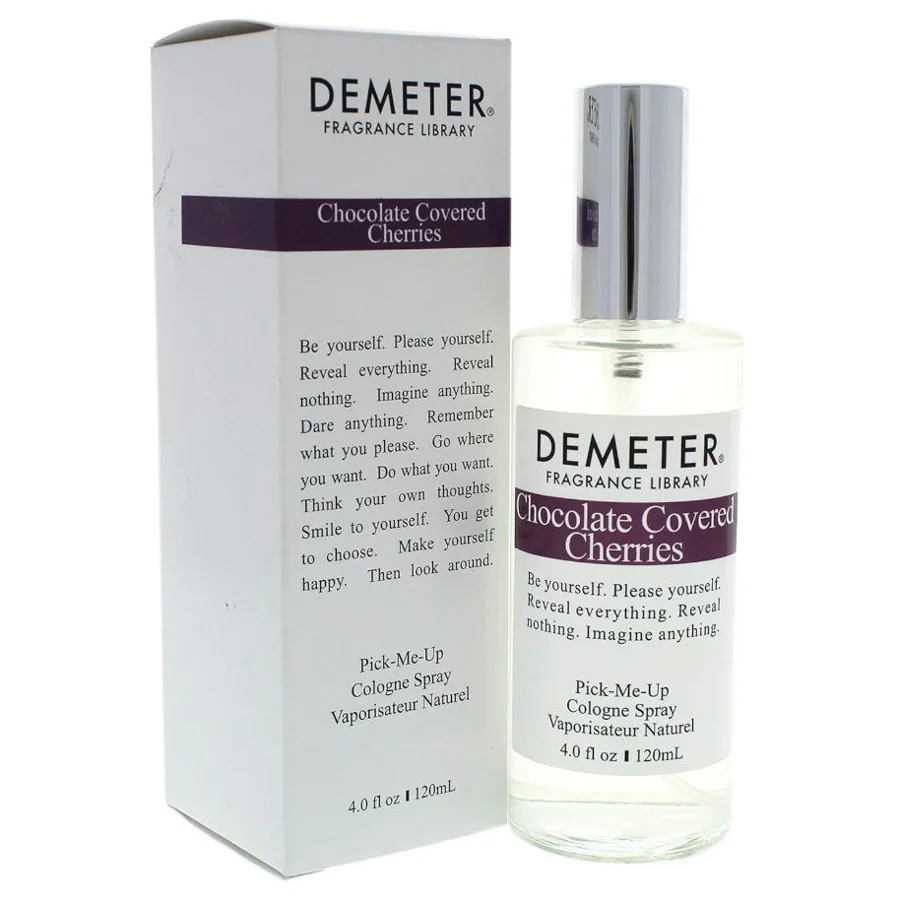 DEMETER®
FRAGRANCE LIBRARY
Chocolate Covered
Cherries
Be yourself. Please yourself.
Reveal everything. Reveal
nothing. Imagine anything.
Dare anything. Remember
what you please. Go where
you want. Do what you want.
Think your own thoughts.
Smile to yourself. You get
to choose. Make yourself
happy. Then look around.
Pick-Me-Up
Cologne Spray
Vaporisateur Naturel
4.0 fl oz 120mL
DEMETER®
FRAGRANCE LIBRARY
Chocolate Covered
Cherries
Be yourself. Please yourself.
Reveal everything. Reveal
nothing. Imagine anything.
Pick-Me-Up
Cologne Spray
Vaporisateur Naturel
4.0 fl oz 120mL